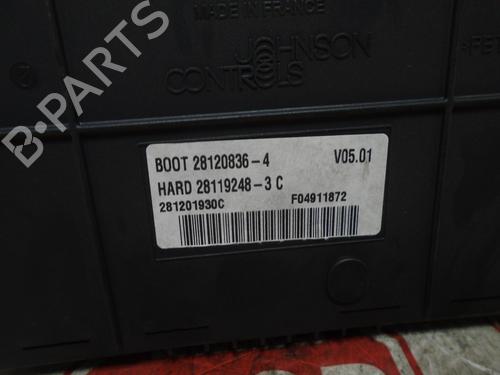 MADE IN FRANCE
JOHNSON
CONTROLS
B-PARTS
BOOT 28120836-4 V05.01
HARD 28119248-3 C
281201930C F04911872